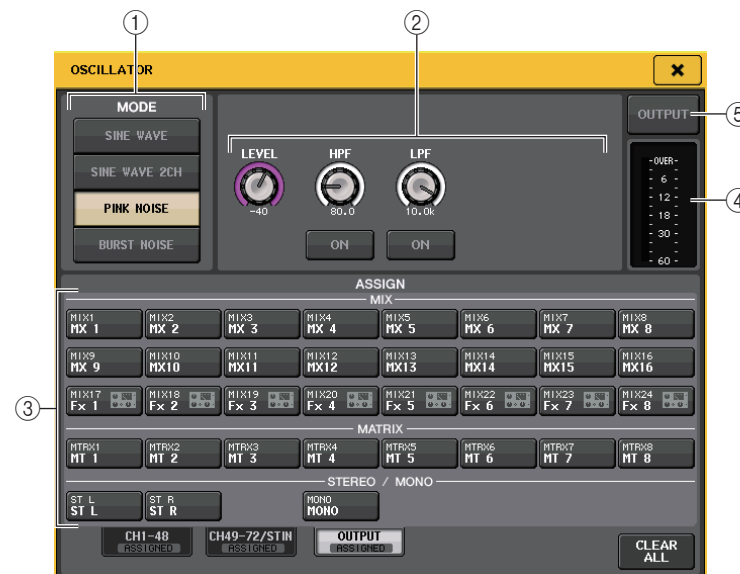 ① ②
OSCILLATOR
MODE
SINE WAVE
SINE WAVE 2CH
PINK NOISE
BURST NOISE
LEVEL HPF LPF
-40 80.0 10.0k
ON ON
OUTPUT ⑤
-OVER-
6
12
18
30
60
④
③
ASSIGN
MIX
MIX1 MIX2 MIX3 MIX4 MIX5 MIX6 MIX7 MIX8
MX 1 MX 2 MX 3 MX 4 MX 5 MX 6 MX 7 MX 8
MIX9 MIX10 MIX11 MIX12 MIX13 MIX14 MIX15 MIX16
MX 9 MX10 MX11 MX12 MX13 MX14 MX15 MX16
MIX17 MIX18 MIX19 MIX20 MIX21 MIX22 MIX23 MIX24
Fx 1 Fx 2 Fx 3 Fx 4 Fx 5 Fx 6 Fx 7 Fx 8
MATRIX
MTRX1 MTRX2 MTRX3 MTRX4 MTRX5 MTRX6 MTRX7 MTRX8
MT 1 MT 2 MT 3 MT 4 MT 5 MT 6 MT 7 MT 8
STEREO / MONO
ST L ST R MONO
ST L ST R MONO
CH1-48 CH49-72/STIN OUTPUT
ASSIGNED ASSIGNED ASSIGNED
CLEAR
ALL